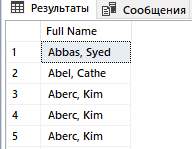 Результаты Сообщения
Full Name
1 Abbas, Syed
2 Abel, Cathe
3 Aberc, Kim
4 Aberc, Kim
5 Aberc, Kim